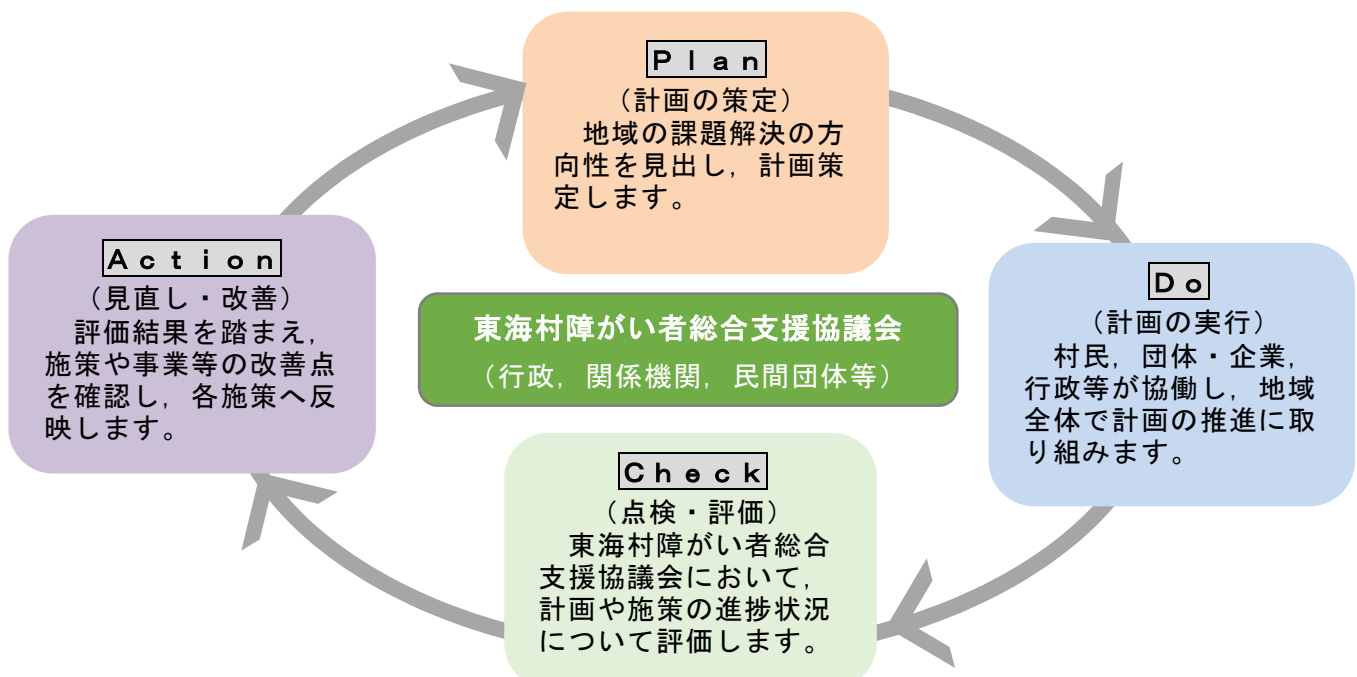 Ｐｌａｎ
（計画の策定）
地域の課題解決の方
向性を見出し，計画策
定します。
Ａｃｔｉｏｎ
（見直し・改善）
評価結果を踏まえ，
施策や事業等の改善点
を確認し，各施策へ反
映します。
東海村障がい者総合支援協議会
（行政，関係機関，民間団体等）
Ｄｏ
（計画の実行）
村民，団体・企業，
行政等が協働し，地域
全体で計画の推進に取
り組みます。
Ｃｈｅｃｋ
（点検・評価）
東海村障がい者総合
支援協議会において，
計画や施策の進捗状況
について評価します。